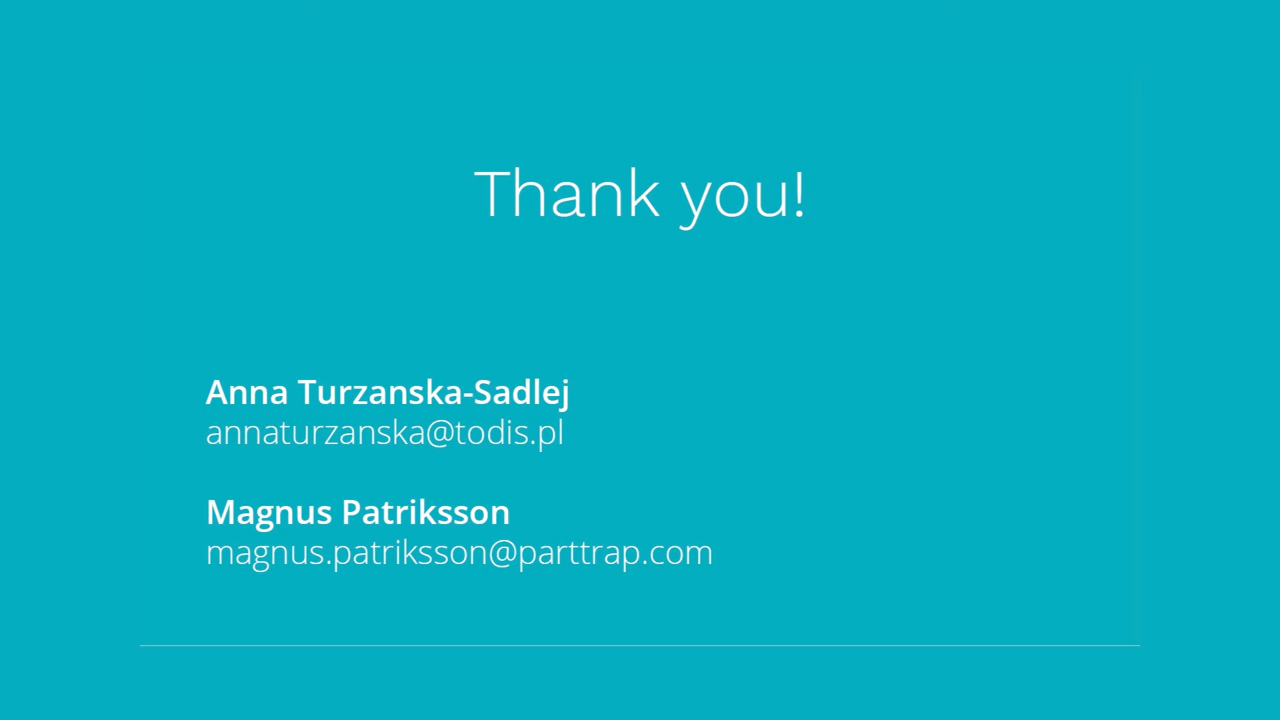 Thank you!
Anna Turzanska-Sadlej
annaturzanska@todis.pl
Magnus Patriksson
magnus.patriksson@parttrap.com